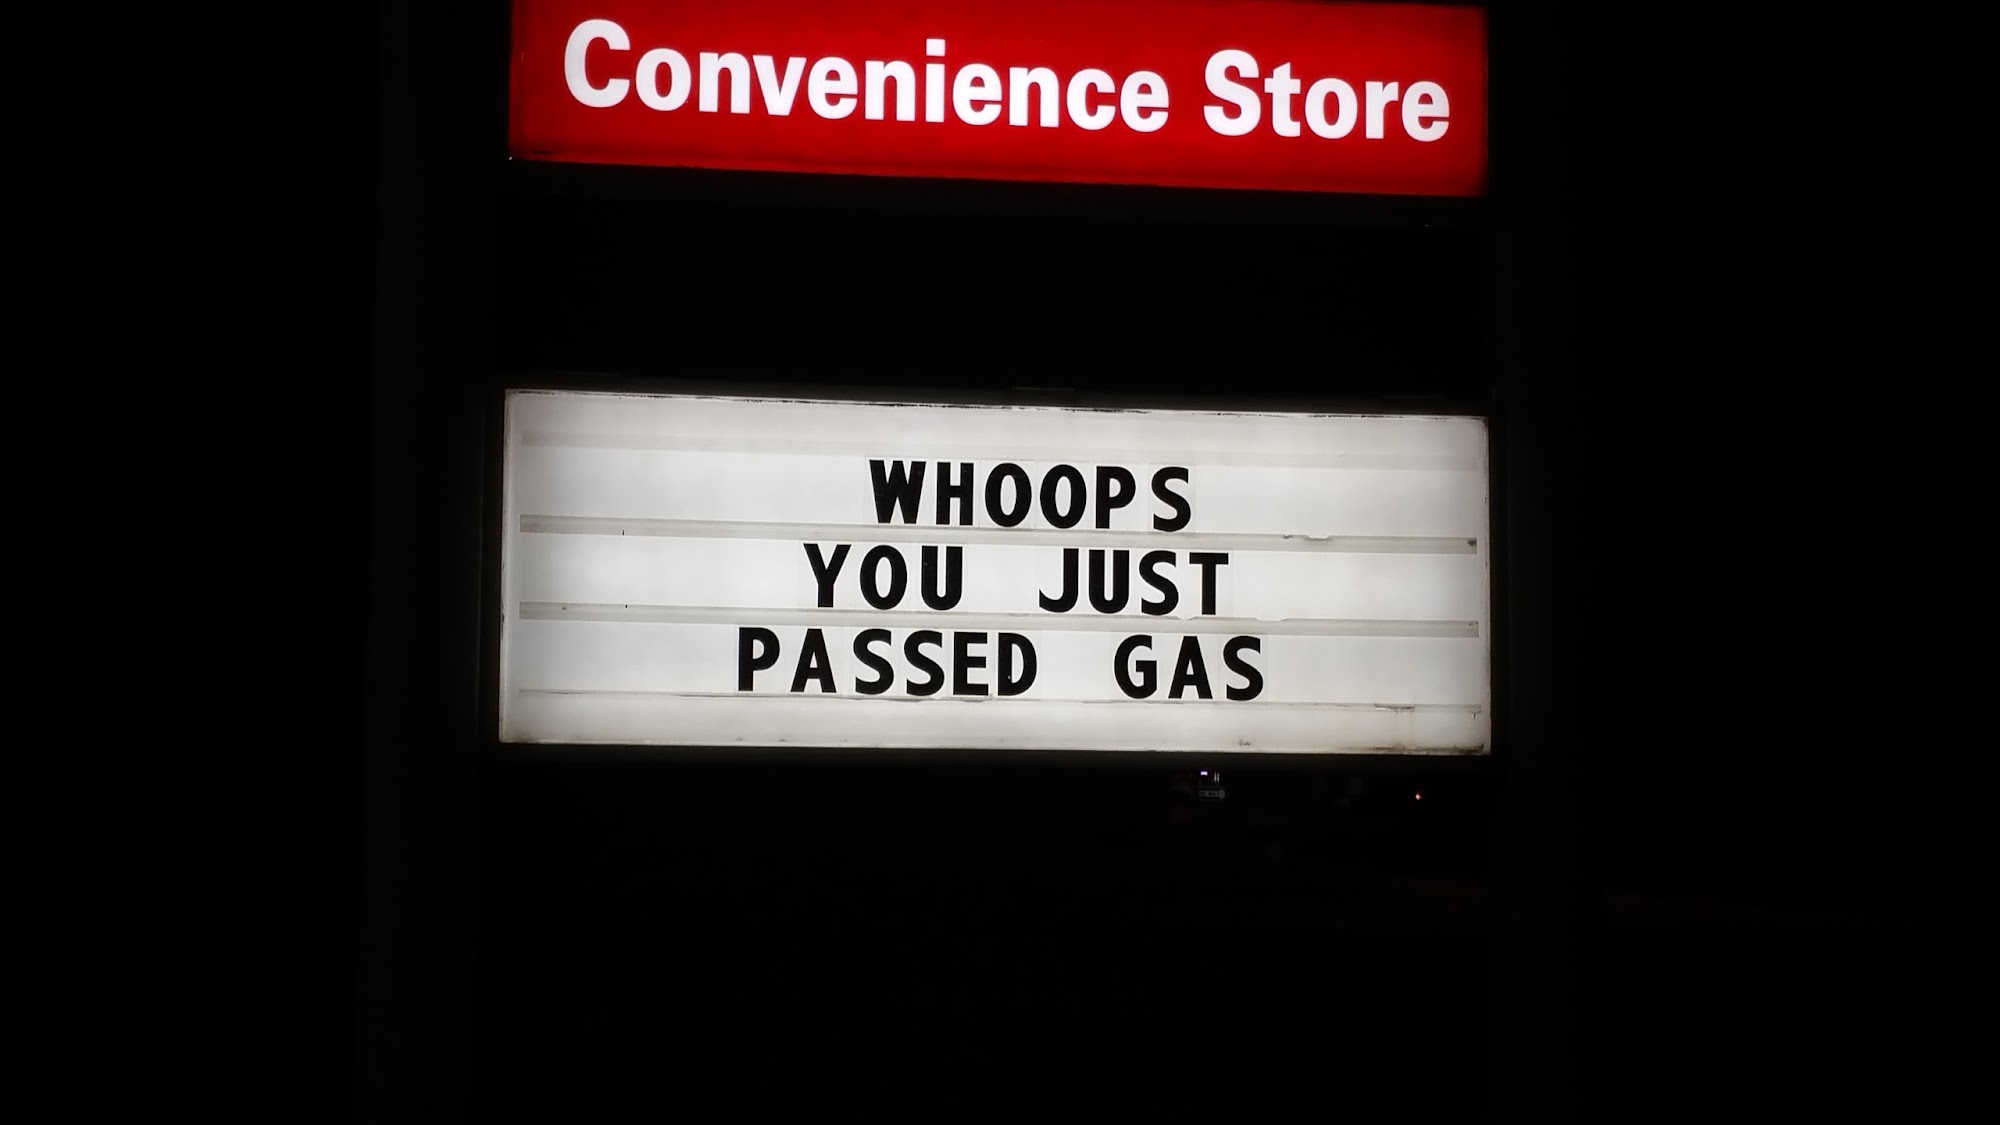 Convenience Store
WHOOPS
YOU JUST
PASSED GAS